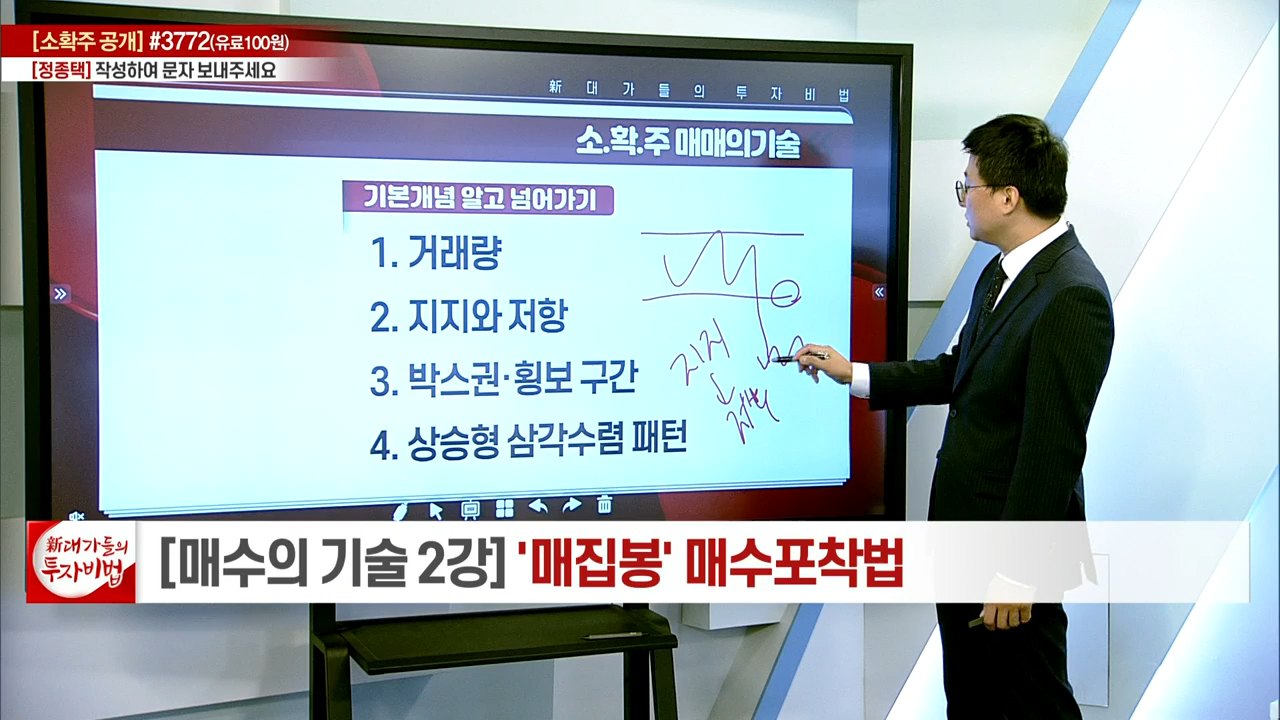 [소확주 공개] #3772(유료100원)
[정종택] 작성하여 문자 보내주세요
新 대 가 들 의 투 자 비 법
소.확.주 매매의기술
기본개념 알고 넘어가기
1. 거래량
2. 지지와 저항
3. 박스권·횡보 구간
4. 상승형 삼각수렴 패턴
지지
新대가들의
투자비법
[매수의 기술 2강] '매집봉' 매수포착법